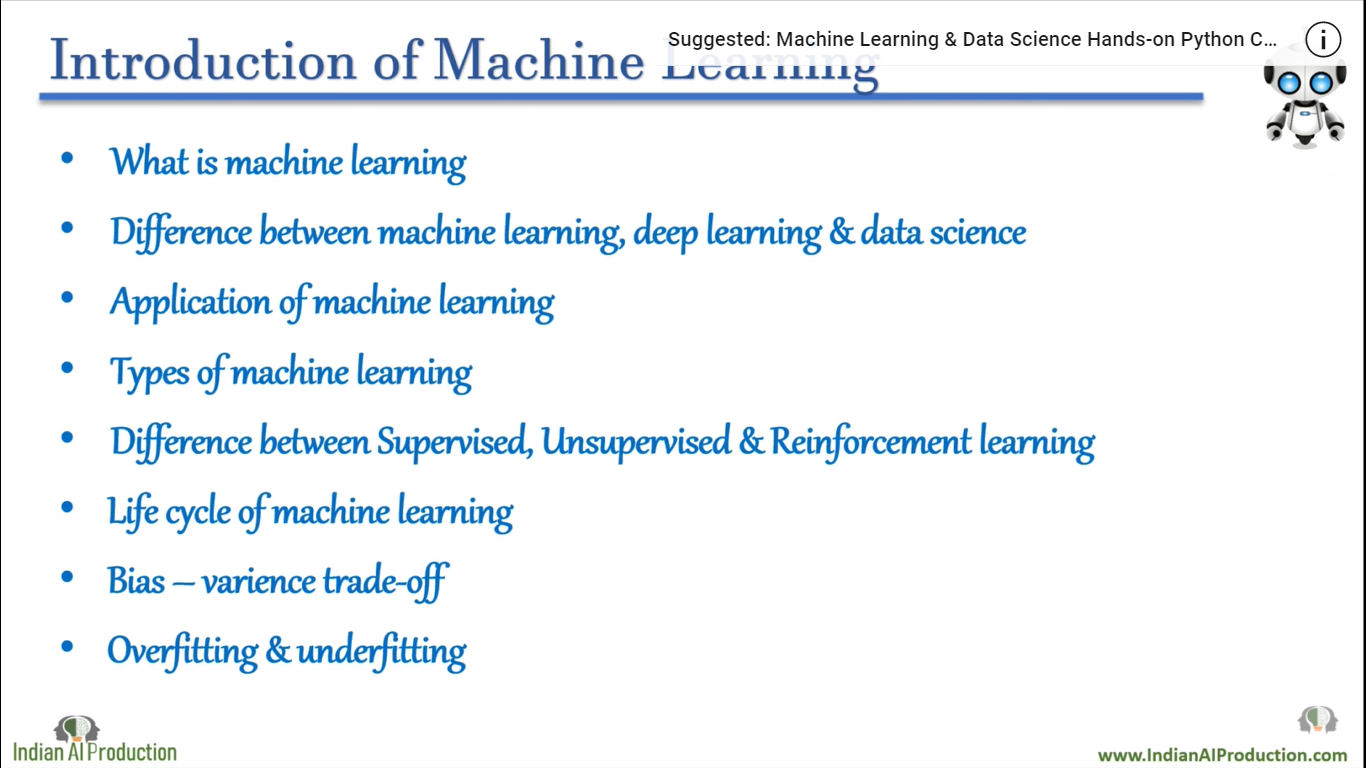 Introduction of Machine Learning
Suggested: Machine Learning & Data Science Hands-on Python C...
i
• What is machine learning
• Difference between machine learning, deep learning & data science
• Application of machine learning
• Types of machine learning
• Difference between Supervised, Unsupervised & Reinforcement learning
• Life cycle of machine learning
• Bias – varience trade-off
• Overfitting & underfitting
Indian AI Production
www.IndianAIProduction.com